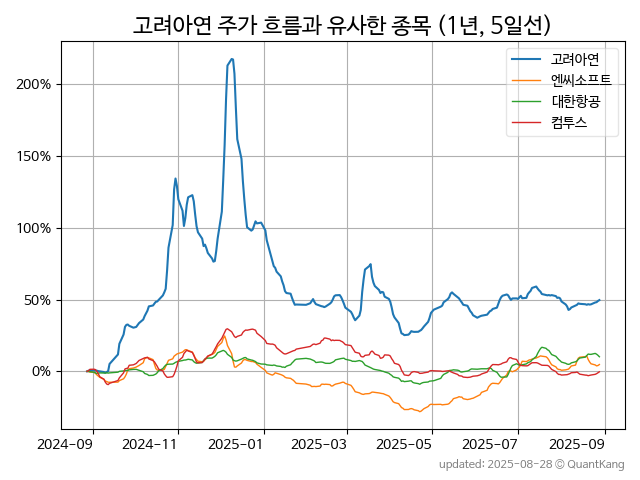 고려아연 주가 흐름과 유사한 종목 (1년, 5일선)
고려아연
엔씨소프트
대한항공
컴투스
200%
150%
100%
50%
0%
2024-09 2024-11 2025-01 2025-03 2025-05 2025-07 2025-09
updated: 2025-08-28 © QuantKang